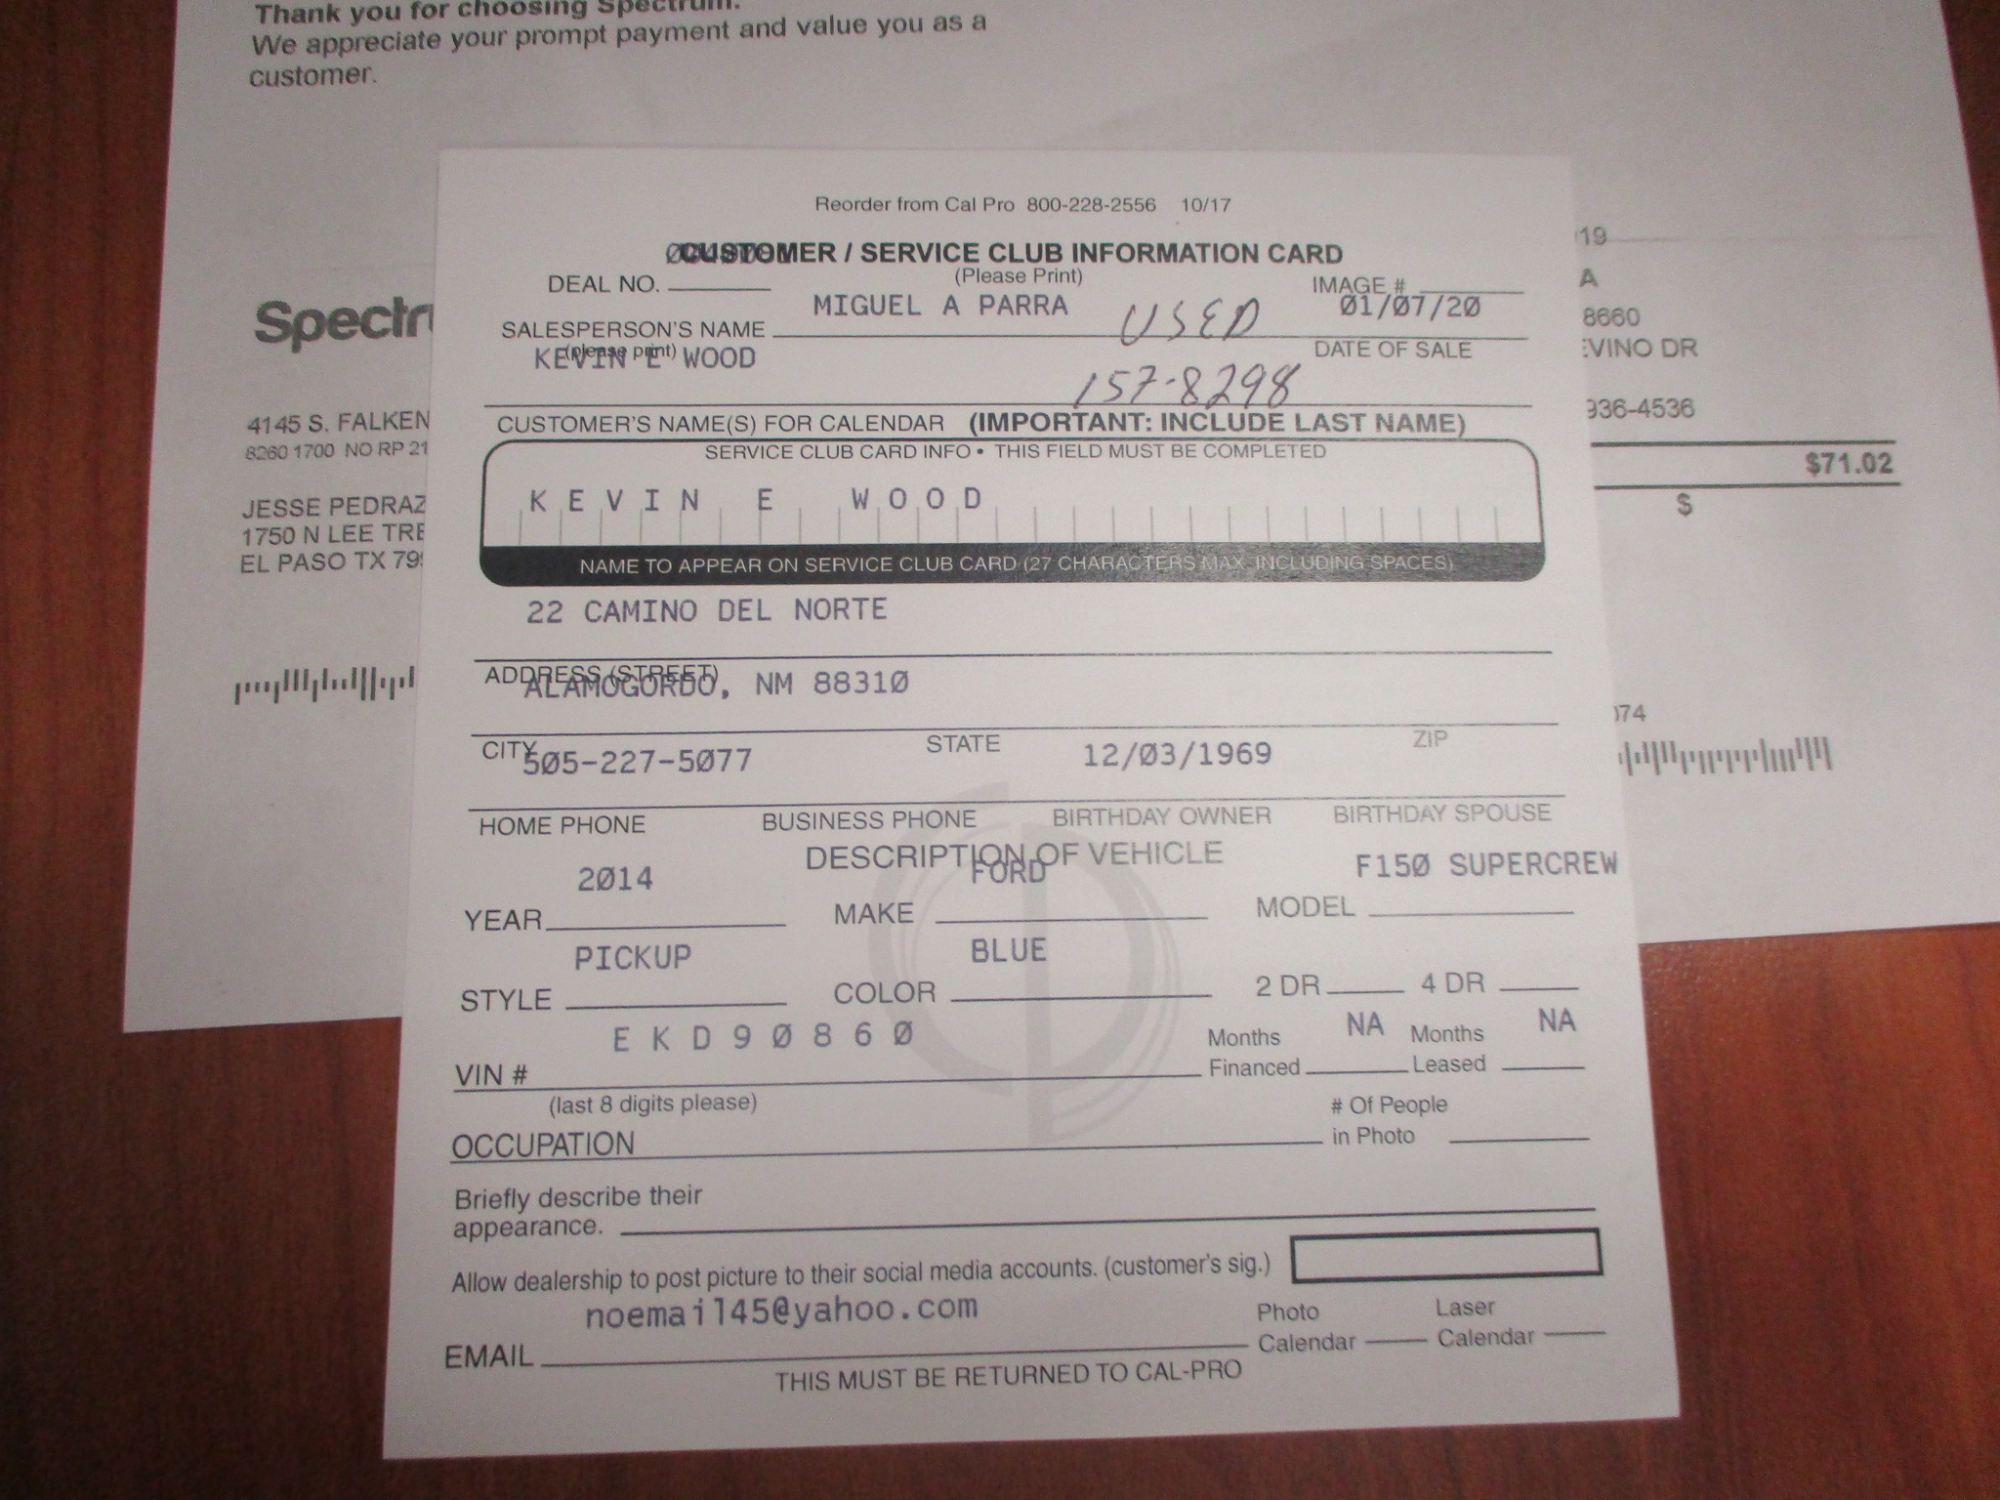 Thank you for choosing Spectrum.
We appreciate your prompt payment and value you as a
customer.
Reorder from Cal Pro 800-228-2556 10/17
CUSTOMER / SERVICE CLUB INFORMATION CARD
(Please Print)
DEAL NO.
IMAGE #
MIGUEL A PARRA
USED
01/07/20
SALESPERSON'S NAME
(please print)
KEVIN E WOOD
DATE OF SALE
157-8298
CUSTOMER'S NAME(S) FOR CALENDAR (IMPORTANT: INCLUDE LAST NAME)
SERVICE CLUB CARD INFO • THIS FIELD MUST BE COMPLETED
KEVIN E WOOD
NAME TO APPEAR ON SERVICE CLUB CARD (27 CHARACTERS MAX, INCLUDING SPACES)
22 CAMINO DEL NORTE
ADDRESS (STREET)
ALAMOGORDO, NM 88310
CITY STATE ZIP
505-227-5077 12/03/1969
HOME PHONE BUSINESS PHONE BIRTHDAY OWNER BIRTHDAY SPOUSE
DESCRIPTION OF VEHICLE
2014 FORD F150 SUPERCREW
YEAR MAKE MODEL
PICKUP BLUE
STYLE COLOR 2 DR 4 DR
EKD90860
VIN #
(last 8 digits please)
Months
Financed
NA
Months
Leased
NA
OCCUPATION
# Of People
in Photo
Briefly describe their
appearance.
Allow dealership to post picture to their social media accounts. (customer's sig.)
noemail45@yahoo.com
EMAIL
Photo
Calendar
Laser
Calendar
THIS MUST BE RETURNED TO CAL-PRO
Spectr
4145 S. FALKEN
8260 1700 NO RP 21
JESSE PEDRAZ
1750 N LEE TRE
EL PASO TX 79
19
A
8660
EVINO DR
936-4536
$71.02
$
074